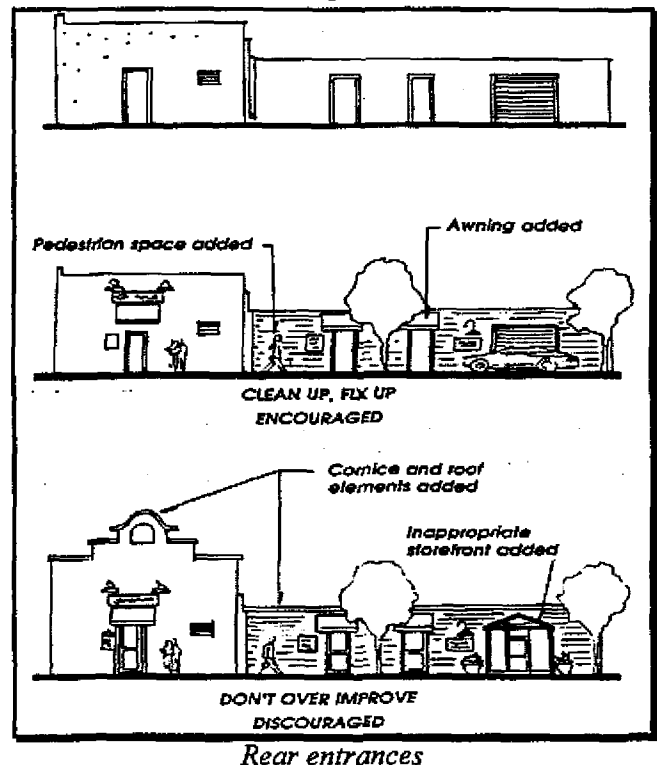 Pedestrian space added
Awning added
CLEAN UP, FIX UP
ENCOURAGED
Cornice and roof
elements added
Inappropriate
storefront added
DON'T OVER IMPROVE
DISCOURAGED
Rear entrances